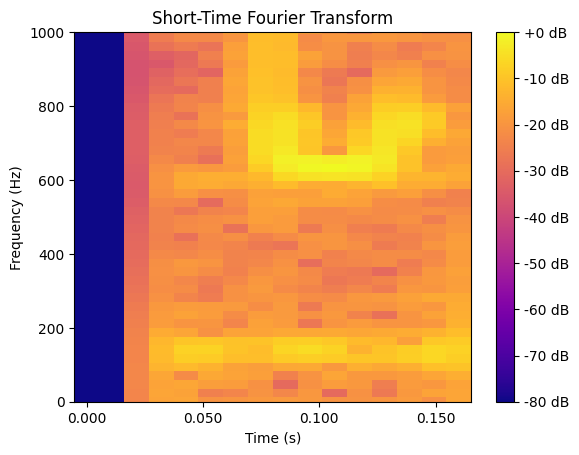 Short-Time Fourier Transform
1000
800
600
400
200
0
Frequency (Hz)
0.000
0.050
0.100
0.150
Time (s)
+0 dB
-10 dB
-20 dB
-30 dB
-40 dB
-50 dB
-60 dB
-70 dB
-80 dB